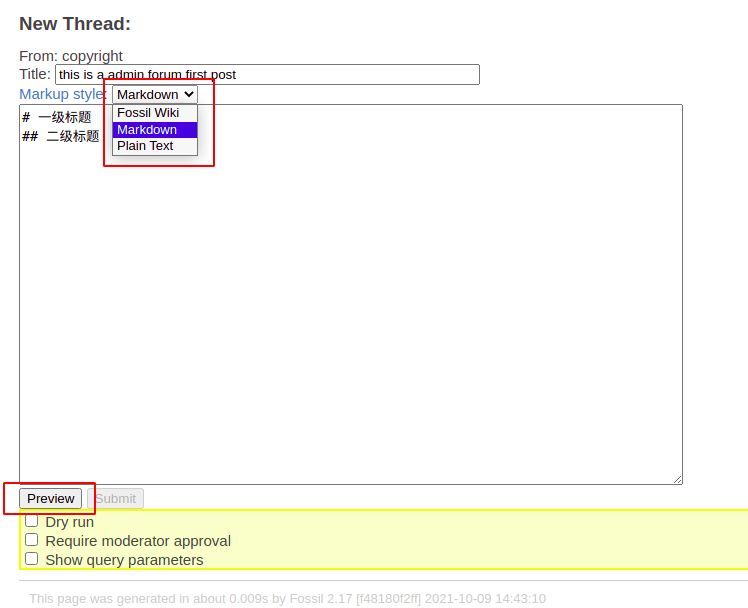 New Thread:
From: copyright
Title: this is a admin forum first post
Markup style: Markdown
Fossil Wiki
Markdown
Plain Text
# 一级标题
## 二级标题
Preview Submit
Dry run
Require moderator approval
Show query parameters
This page was generated in about 0.009s by Fossil 2.17 [f48180f2ff] 2021-10-09 14:43:10